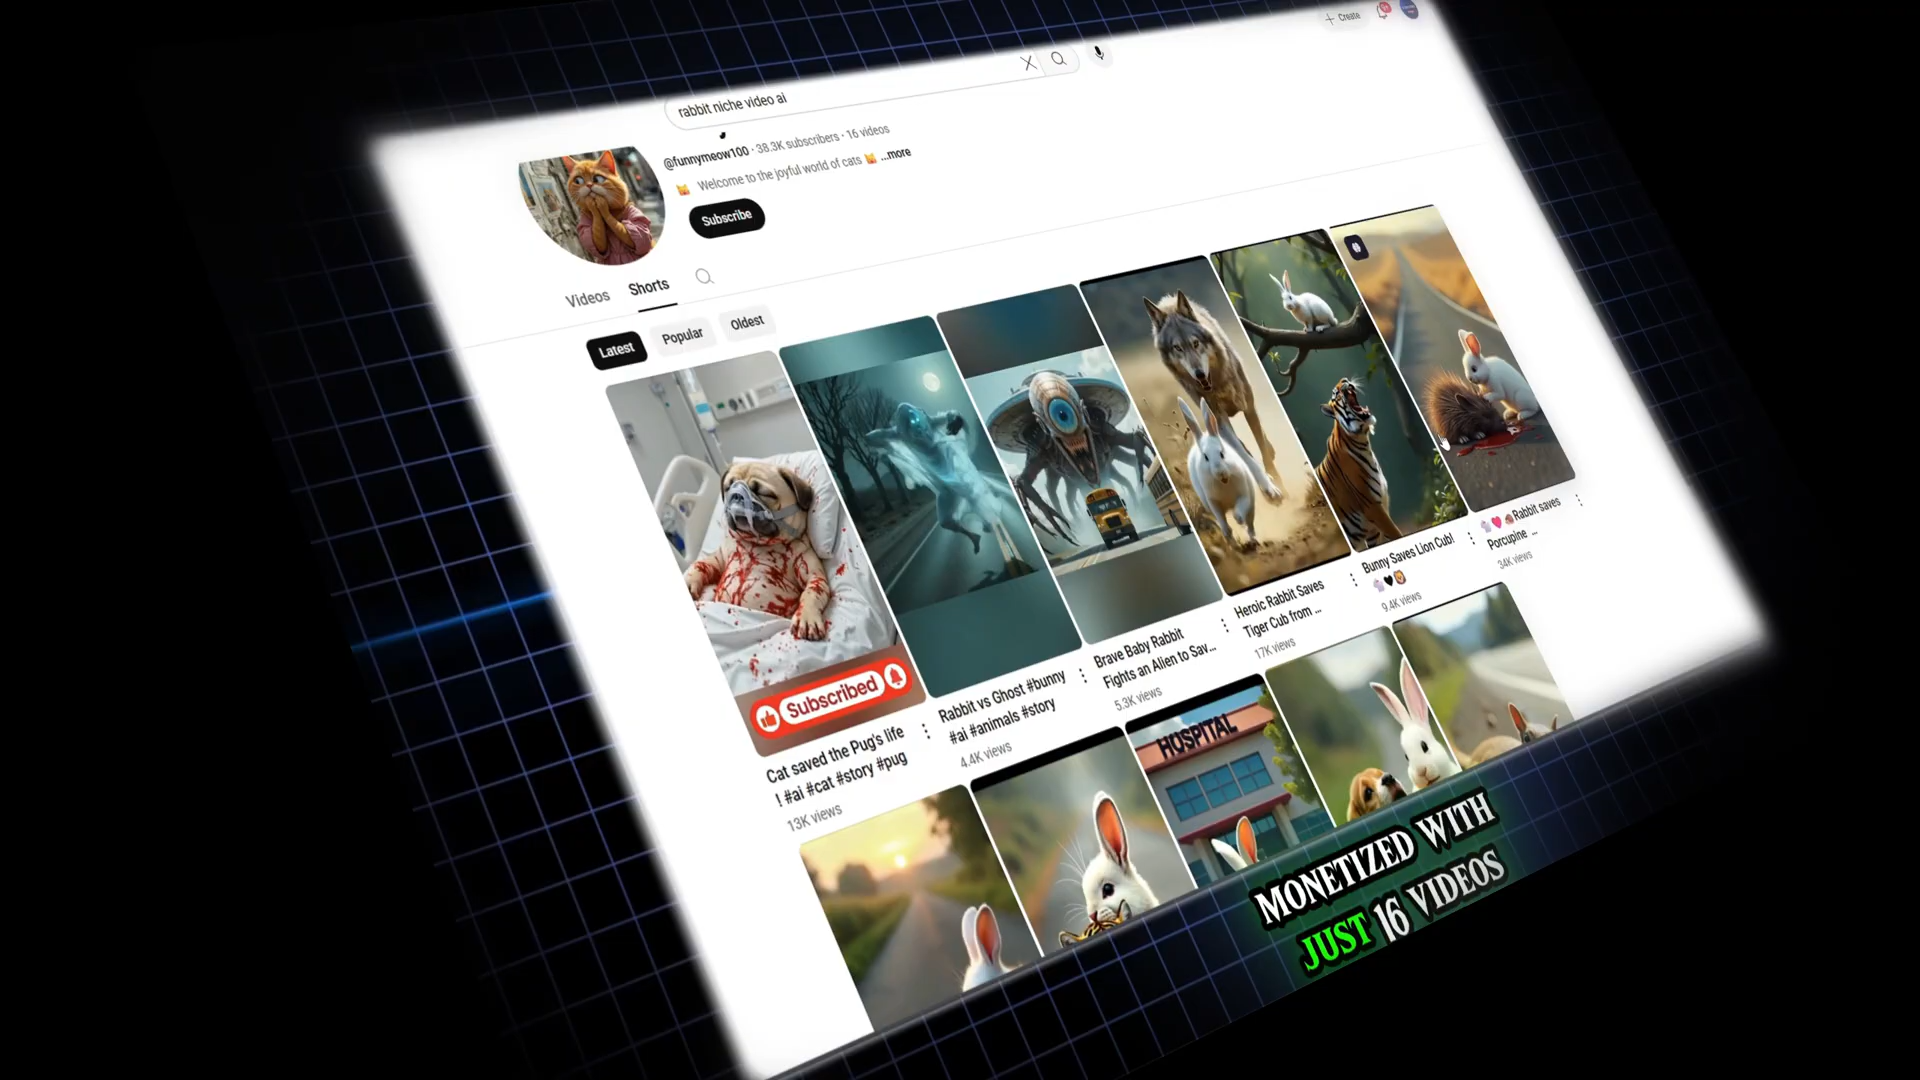 Create
rabbit niche video ai
@funnymeow100 · 38.3K subscribers · 16 videos
Welcome to the joyful world of cats ...more
Subscribe
Videos
Shorts
Latest
Popular
Oldest
Subscribed
Cat saved the Pug's life
! #ai #cat #story #pug
13K views
Rabbit vs Ghost #bunny
#ai #animals #story
4.4K views
Brave Baby Rabbit
Fights an Alien to Sav...
5.3K views
Heroic Rabbit Saves
Tiger Cub from ...
17K views
Bunny Saves Lion Cub!
9.4K views
Rabbit saves
Porcupine ...
34K views
HOSPITAL
MONETIZED WITH
JUST 16 VIDEOS